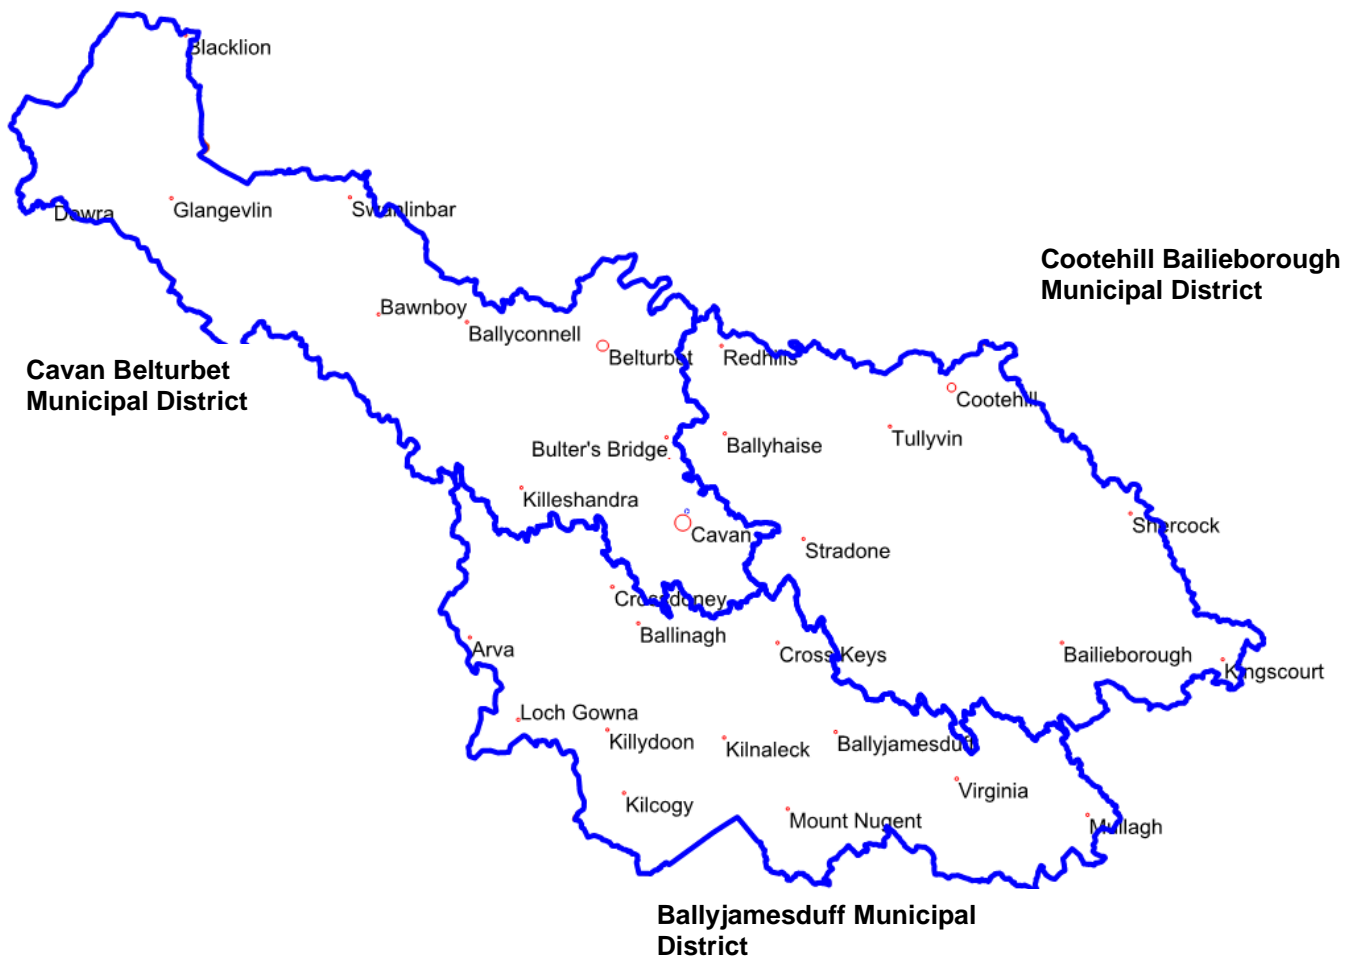 Blacklion
Dowra
Glangevlin
Swanlinbar
Cootehill Bailieborough
Municipal District
Bawnboy
Ballyconnell
Belturbet
Redhills
Cavan Belturbet
Municipal District
Cootehill
Tullyvin
Bulter's Bridge
Ballyhaise
Killeshandra
Cavan
Stradone
Shercock
Crossdoney
Ballinagh
Arva
Cross Keys
Bailieborough
Kingscourt
Loch Gowna
Killydoon
Kilnaleck
Ballyjamesduff
Virginia
Kilcogy
Mount Nugent
Mullagh
Ballyjamesduff Municipal
District